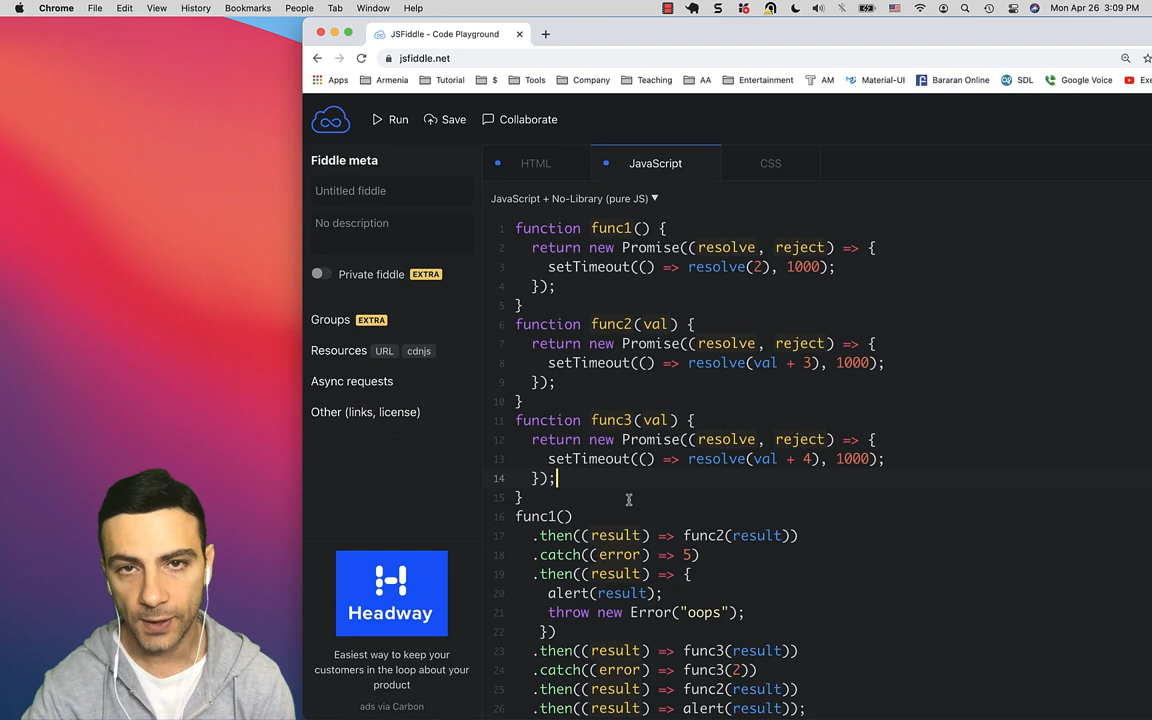 Chrome File Edit View History Bookmarks People Tab Window Help Mon Apr 26 3:09 PM
JSFiddle - Code Playground
jsfiddle.net
Apps Armenia Tutorial $ Tools Company Teaching AA Entertainment AM Material-UI Bararan Online SDL Google Voice
Run Save Collaborate
Fiddle meta
Untitled fiddle
No description
Private fiddle EXTRA
Groups EXTRA
Resources URL cdnjs
Async requests
Other (links, license)
Headway
Easiest way to keep your
customers in the loop about your
product
ads via Carbon
HTML JavaScript CSS
JavaScript + No-Library (pure JS) ▼
1 function func1() {
2 return new Promise((resolve, reject) => {
3 setTimeout(() => resolve(2), 1000);
4 });
5 }
6 function func2(val) {
7 return new Promise((resolve, reject) => {
8 setTimeout(() => resolve(val + 3), 1000);
9 });
10 }
11 function func3(val) {
12 return new Promise((resolve, reject) => {
13 setTimeout(() => resolve(val + 4), 1000);
14 });
15 }
16 func1()
17 .then((result) => func2(result))
18 .catch((error) => 5)
19 .then((result) => {
20 alert(result);
21 throw new Error("oops");
22 })
23 .then((result) => func3(result))
24 .catch((error) => func3(2))
25 .then((result) => func2(result))
26 .then((result) => alert(result));